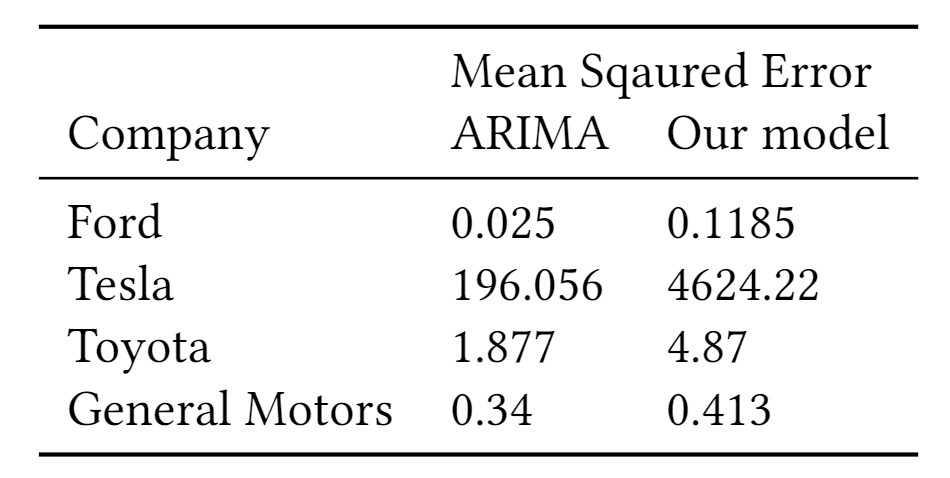 Mean Sqaured Error
Company ARIMA Our model
Ford 0.025 0.1185
Tesla 196.056 4624.22
Toyota 1.877 4.87
General Motors 0.34 0.413